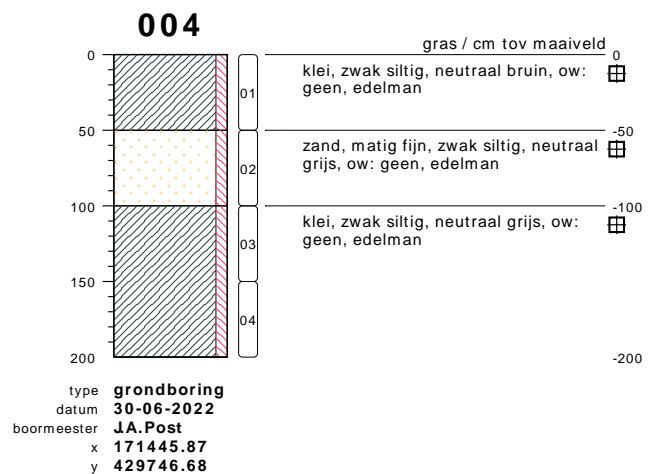 004
gras / cm tov maaiveld
0
0
klei, zwak siltig, neutraal bruin, ow:
geen, edelman
01
50
-50
zand, matig fijn, zwak siltig, neutraal
grijs, ow: geen, edelman
02
100
-100
klei, zwak siltig, neutraal grijs, ow:
geen, edelman
03
150
04
200
-200
type grondboring
datum 30-06-2022
boormeester J.A.Post
x 171445.87
y 429746.68